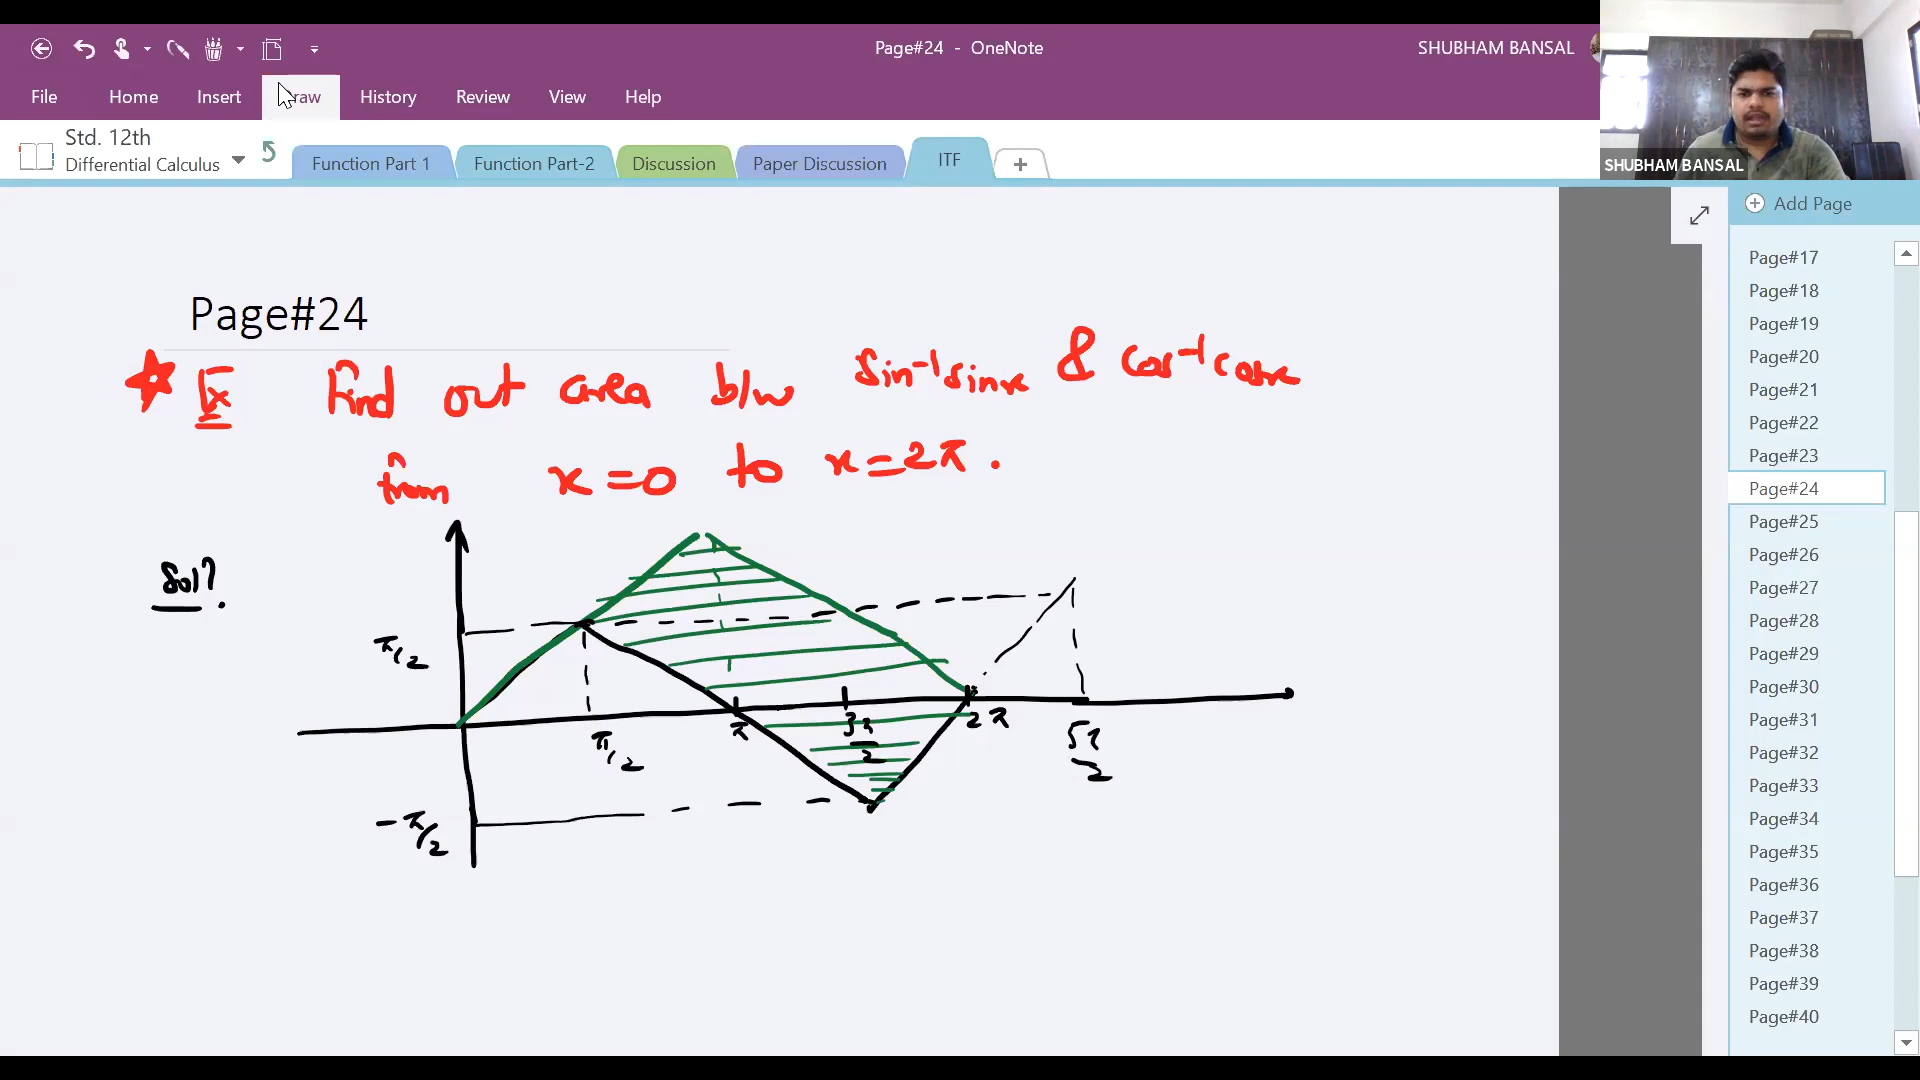 Page#24 - OneNote
SHUBHAM BANSAL
File Home Insert Draw History Review View Help
SHUBHAM BANSAL
Std. 12th
Differential Calculus
Function Part 1
Function Part-2
Discussion
Paper Discussion
ITF
+
Add Page
Page#17
Page#18
Page#19
Page#20
Page#21
Page#22
Page#23
Page#24
Page#25
Page#26
Page#27
Page#28
Page#29
Page#30
Page#31
Page#32
Page#33
Page#34
Page#35
Page#36
Page#37
Page#38
Page#39
Page#40
Page#24
Ex Find out area b/w sin⁻¹sinx & cos⁻¹cosx
from x=0 to x=2π.
Solⁿ.
π/2
π/2
π
3π/2
2π
5π/2
-π/2